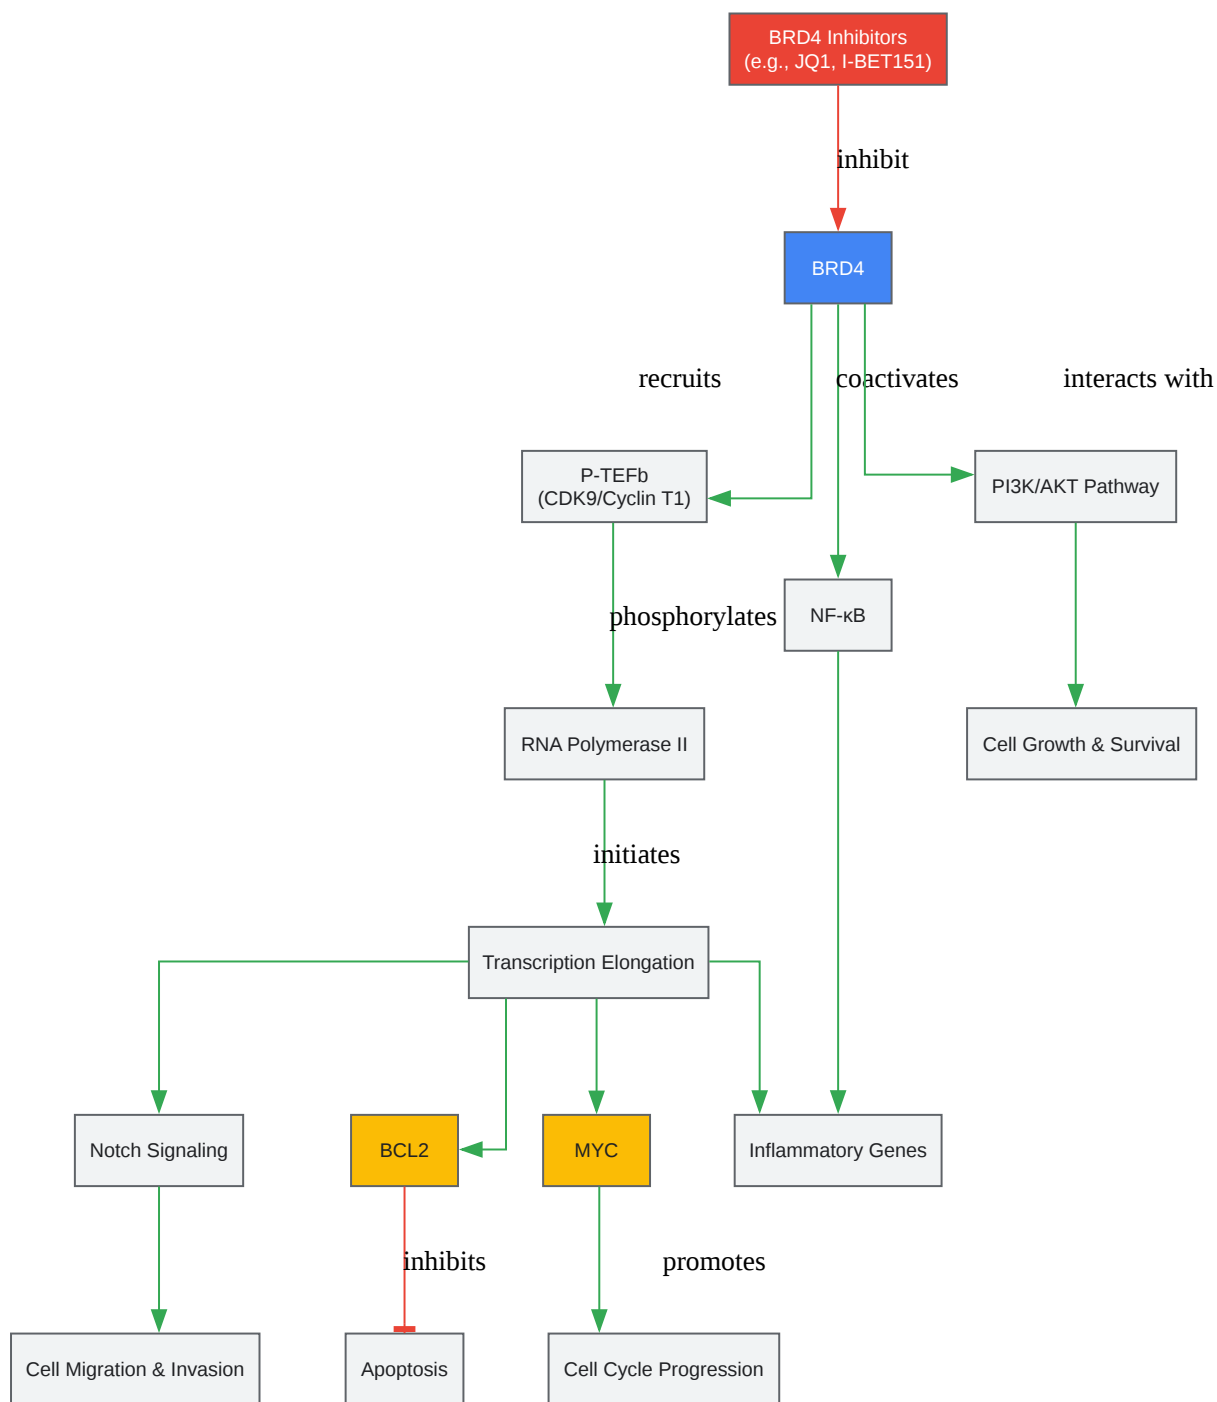 BRD4 Inhibitors
(e.g., JQ1, I-BET151)
inhibit
BRD4
recruits
coactivates
interacts with
P-TEFb
(CDK9/Cyclin T1)
PI3K/AKT Pathway
phosphorylates
NF-κB
RNA Polymerase II
Cell Growth & Survival
initiates
Transcription Elongation
Notch Signaling
BCL2
MYC
Inflammatory Genes
inhibits
promotes
Cell Migration & Invasion
Apoptosis
Cell Cycle Progression